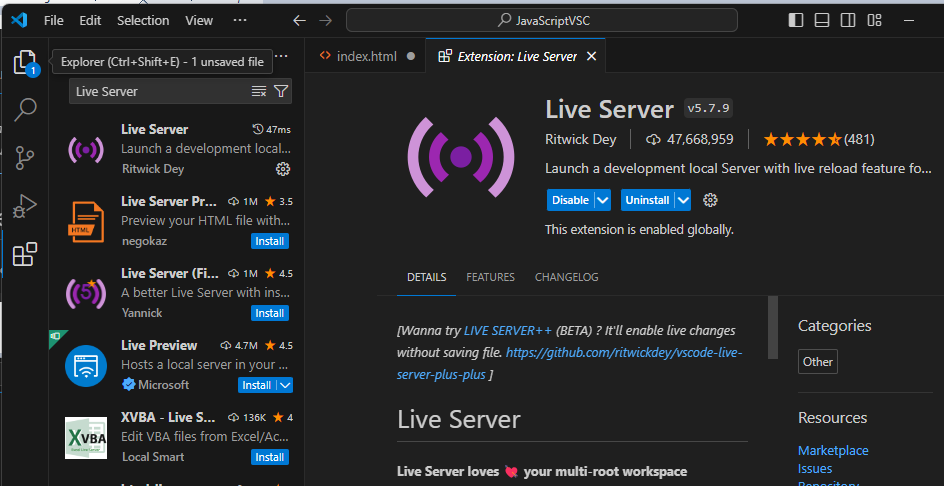 File Edit Selection View ··· JavaScriptVSC
Explorer (Ctrl+Shift+E) - 1 unsaved file ···
1
index.html
Extension: Live Server
Live Server
Live Server 47ms
Launch a development local...
Ritwick Dey
Live Server Pr... 1M 3.5
Preview your HTML file with...
negokaz Install
HTML
Live Server (Fi... 1M 4.5
A better Live Server with ins...
Yannick Install
5
Live Preview 4.7M 4.5
Hosts a local server in your ...
Microsoft Install
XVBA - Live S... 136K 4
Edit VBA files from Excel/Ac...
Local Smart Install
XVBA
Live Server v5.7.9
Ritwick Dey 47,668,959 (481)
Launch a development local Server with live reload feature fo...
Disable Uninstall
This extension is enabled globally.
DETAILS FEATURES CHANGELOG
[Wanna try LIVE SERVER++ (BETA) ? It'll enable live changes
without saving file. https://github.com/ritwickdey/vscode-live-
server-plus-plus ]
Live Server
Live Server loves 💘 your multi-root workspace
Categories
Other
Resources
Marketplace
Issues
Repository